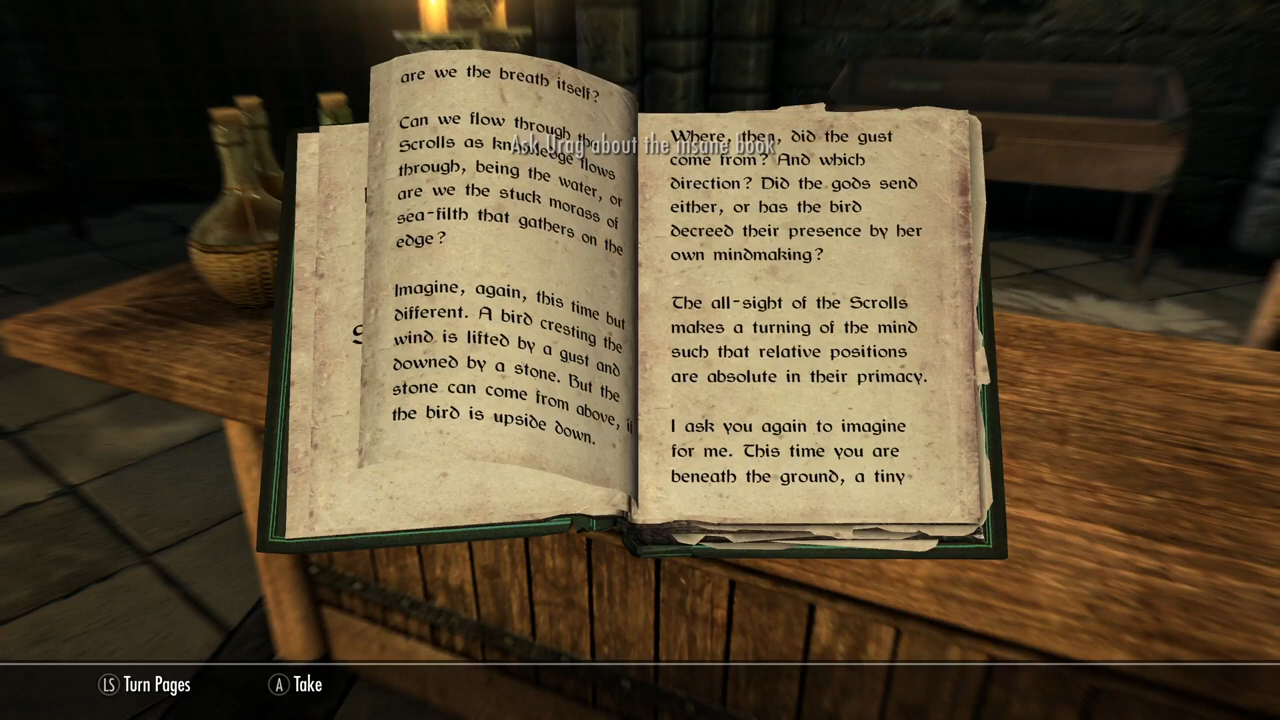 are we the breath itself?
Can we flow through the
Scrolls as knowledge flows
through, being the water, or
are we the stuck morass of
sea-filth that gathers on the
edge?
Imagine, again, this time but
different. A bird cresting the
wind is lifted by a gust and
downed by a stone. But the
stone can come from above, if
the bird is upside down.
Where, then, did the gust
come from? And which
direction? Did the gods send
either, or has the bird
decreed their presence by her
own mindmaking?
The all-sight of the Scrolls
makes a turning of the mind
such that relative positions
are absolute in their primacy.
I ask you again to imagine
for me. This time you are
beneath the ground, a tiny
Ask Urag about the insane book
LS Turn Pages
A Take